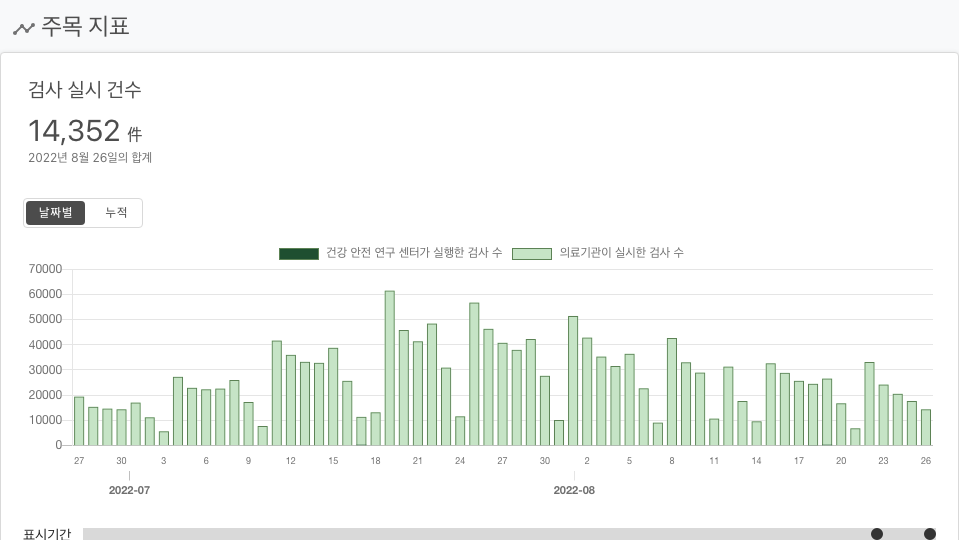 주목 지표
검사 실시 건수
14,352 件
2022년 8월 26일의 합계
날짜별 누적
건강 안전 연구 센터가 실행한 검사 수 의료기관이 실시한 검사 수
70000
60000
50000
40000
30000
20000
10000
0
27 30 3 6 9 12 15 18 21 24 27 30 2 5 8 11 14 17 20 23 26
2022-07 2022-08
표시기간